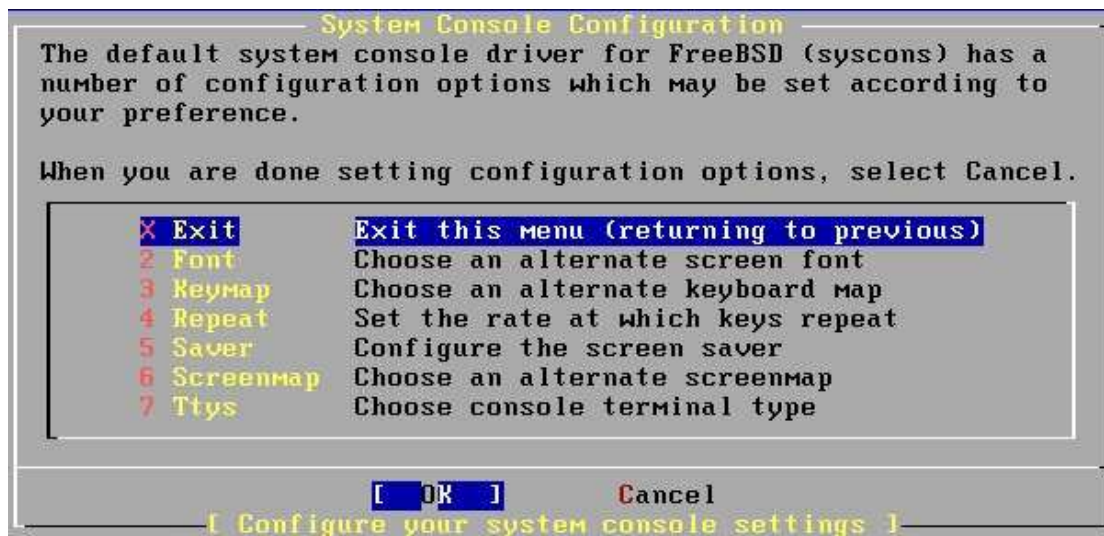 System Console Configuration
The default system console driver for FreeBSD (syscons) has a
number of configuration options which may be set according to
your preference.
When you are done setting configuration options, select Cancel.
X Exit Exit this menu (returning to previous)
2 Font Choose an alternate screen font
3 Keymap Choose an alternate keyboard map
4 Repeat Set the rate at which keys repeat
5 Saver Configure the screen saver
6 Screenmap Choose an alternate screenmap
7 Ttys Choose console terminal type
[ OK ] Cancel
[ Configure your system console settings ]